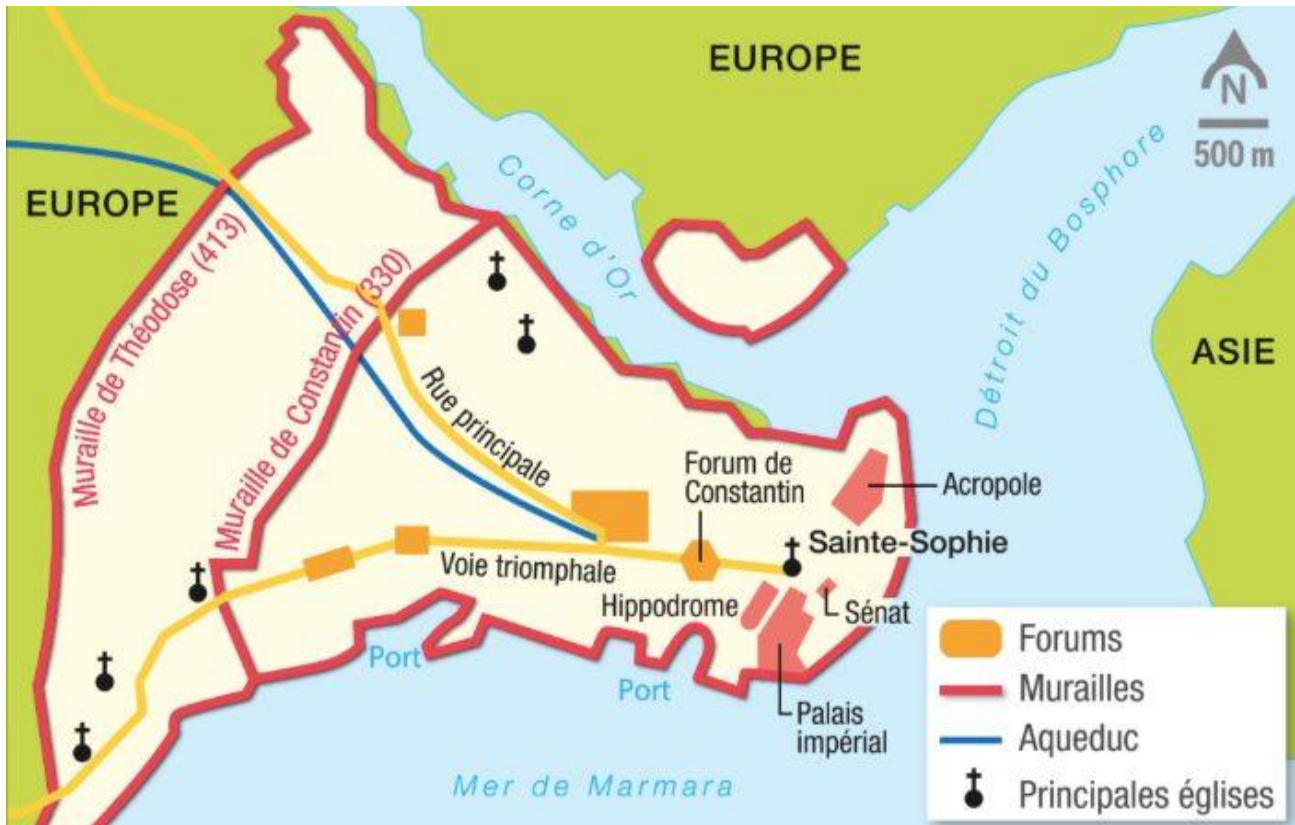 EUROPE
N
500 m
EUROPE
Corne d'Or
Détroit du Bosphore
ASIE
Muraille de Théodose (413)
Muraille de Constantin (330)
Rue principale
Forum de
Constantin
Acropole
Sainte-Sophie
Voie triomphale
Hippodrome
Sénat
Port
Port
Palais
impérial
Mer de Marmara
Forums
Murailles
Aqueduc
Principales églises